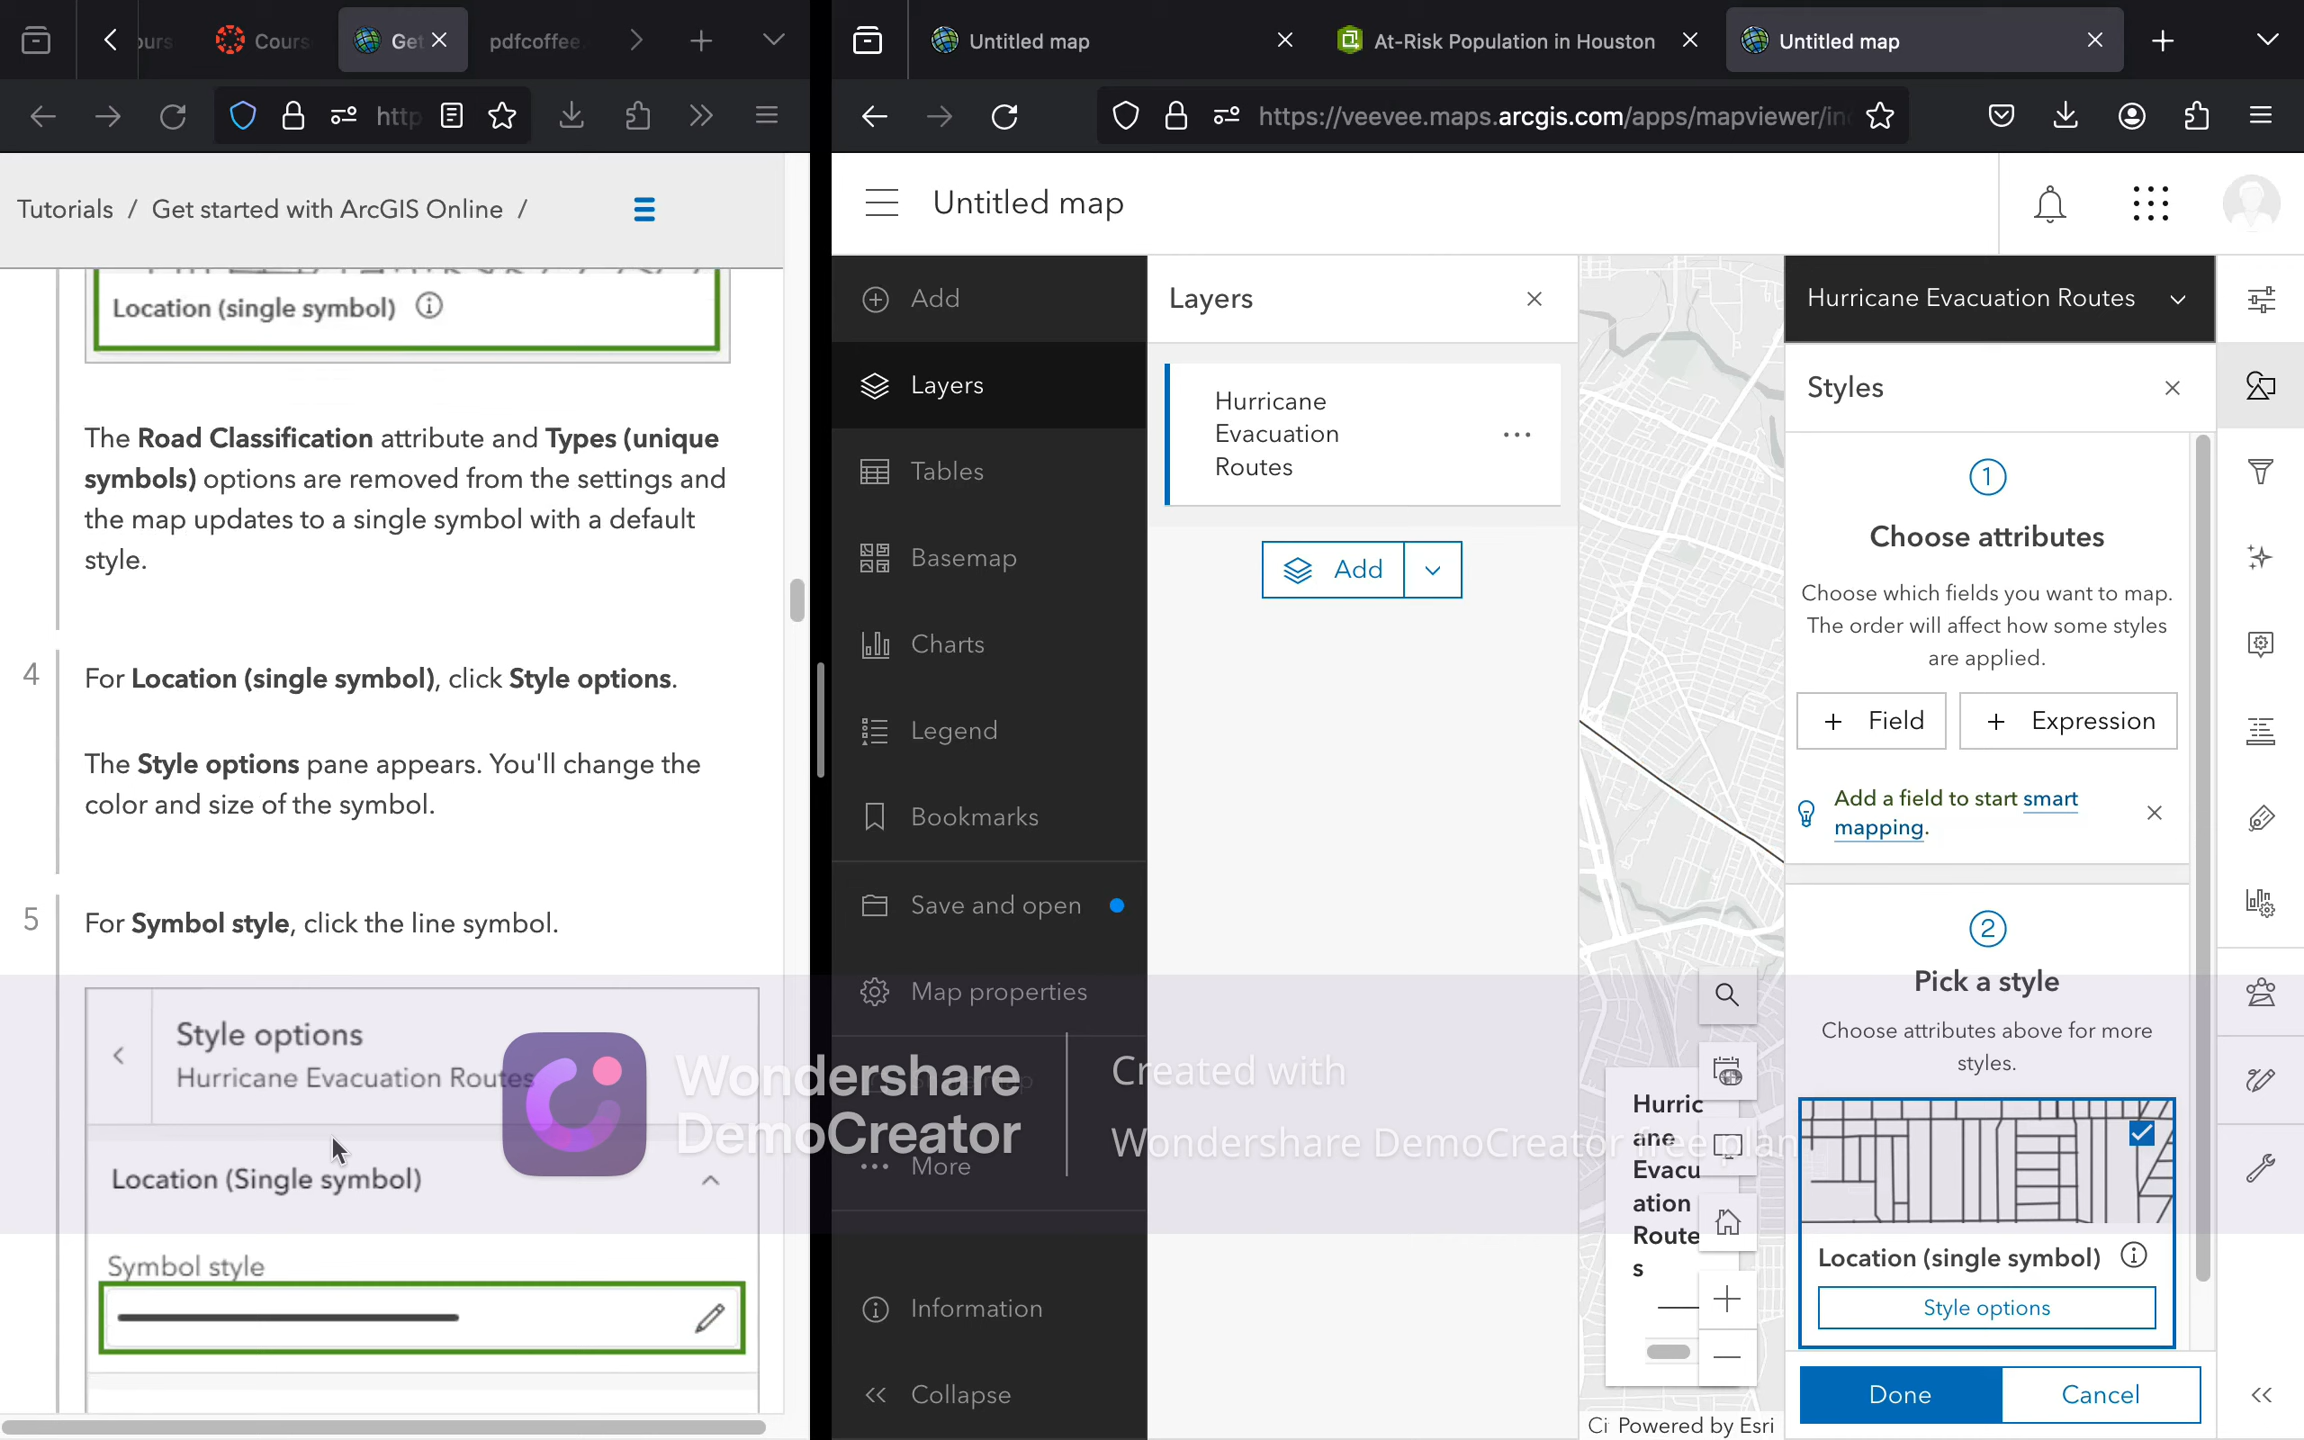 ours
Cours
Get
pdfcoffee.
Untitled map
At-Risk Population in Houston
Untitled map
http
https://veevee.maps.arcgis.com/apps/mapviewer/in
Tutorials / Get started with ArcGIS Online /
Location (single symbol)
The Road Classification attribute and Types (unique
symbols) options are removed from the settings and
the map updates to a single symbol with a default
style.
4
For Location (single symbol), click Style options.
The Style options pane appears. You'll change the
color and size of the symbol.
5
For Symbol style, click the line symbol.
Style options
Hurricane Evacuation Routes
Location (Single symbol)
Symbol style
Untitled map
Add
Layers
Tables
Basemap
Charts
Legend
Bookmarks
Save and open
Map properties
More
Information
Collapse
Layers
Hurricane
Evacuation
Routes
Add
Hurric
ane
Evacu
ation
Route
s
Ci Powered by Esri
Hurricane Evacuation Routes
Styles
1
Choose attributes
Choose which fields you want to map.
The order will affect how some styles
are applied.
+ Field
+ Expression
Add a field to start smart
mapping.
2
Pick a style
Choose attributes above for more
styles.
Location (single symbol)
Style options
Done
Cancel
Wondershare
DemoCreator
Created with
Wondershare DemoCreator free plan